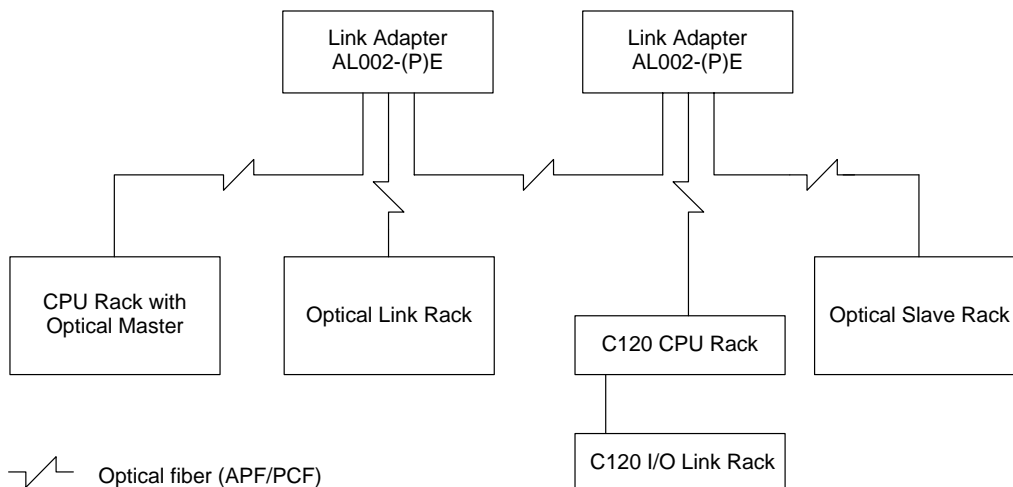 Link Adapter
AL002-(P)E
Link Adapter
AL002-(P)E
CPU Rack with
Optical Master
Optical Link Rack
C120 CPU Rack
Optical Slave Rack
C120 I/O Link Rack
Optical fiber (APF/PCF)